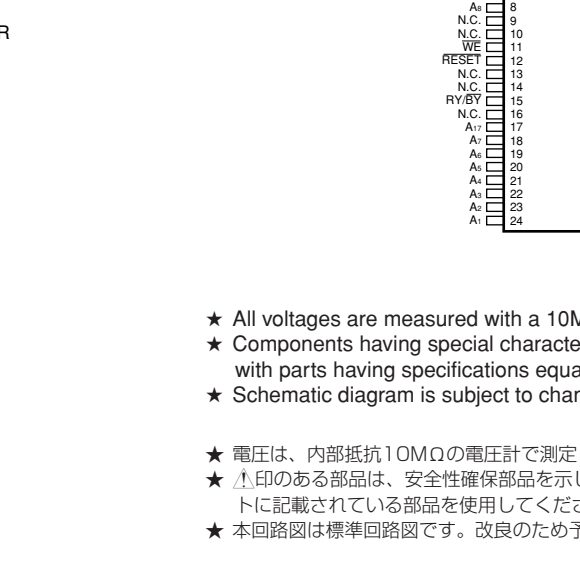 R
A8 8
N.C. 9
N.C. 10
WE 11
RESET 12
N.C. 13
N.C. 14
RY/BY 15
N.C. 16
A17 17
A7 18
A6 19
A5 20
A4 21
A3 22
A2 23
A1 24
★ All voltages are measured with a 10M
★ Components having special characte
with parts having specifications equa
★ Schematic diagram is subject to char
★ 電圧は、内部抵抗10MΩの電圧計で測定
★ ⚠印のある部品は、安全性確保部品を示し
トに記載されている部品を使用してくださ
★ 本回路図は標準回路図です。改良のため予